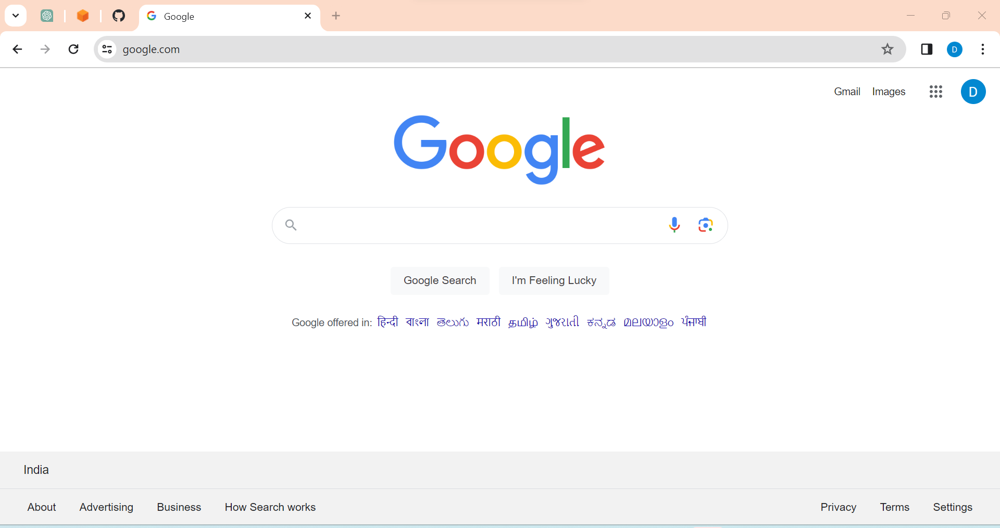 Google
google.com
D
Gmail Images
D
Google
Google Search I'm Feeling Lucky
Google offered in: हिन्दी বাংলা తెలుగు मराठी தமிழ் ગુજરાતી ಕನ್ನಡ മലയാളം ਪੰਜਾਬੀ
India
About Advertising Business How Search works Privacy Terms Settings